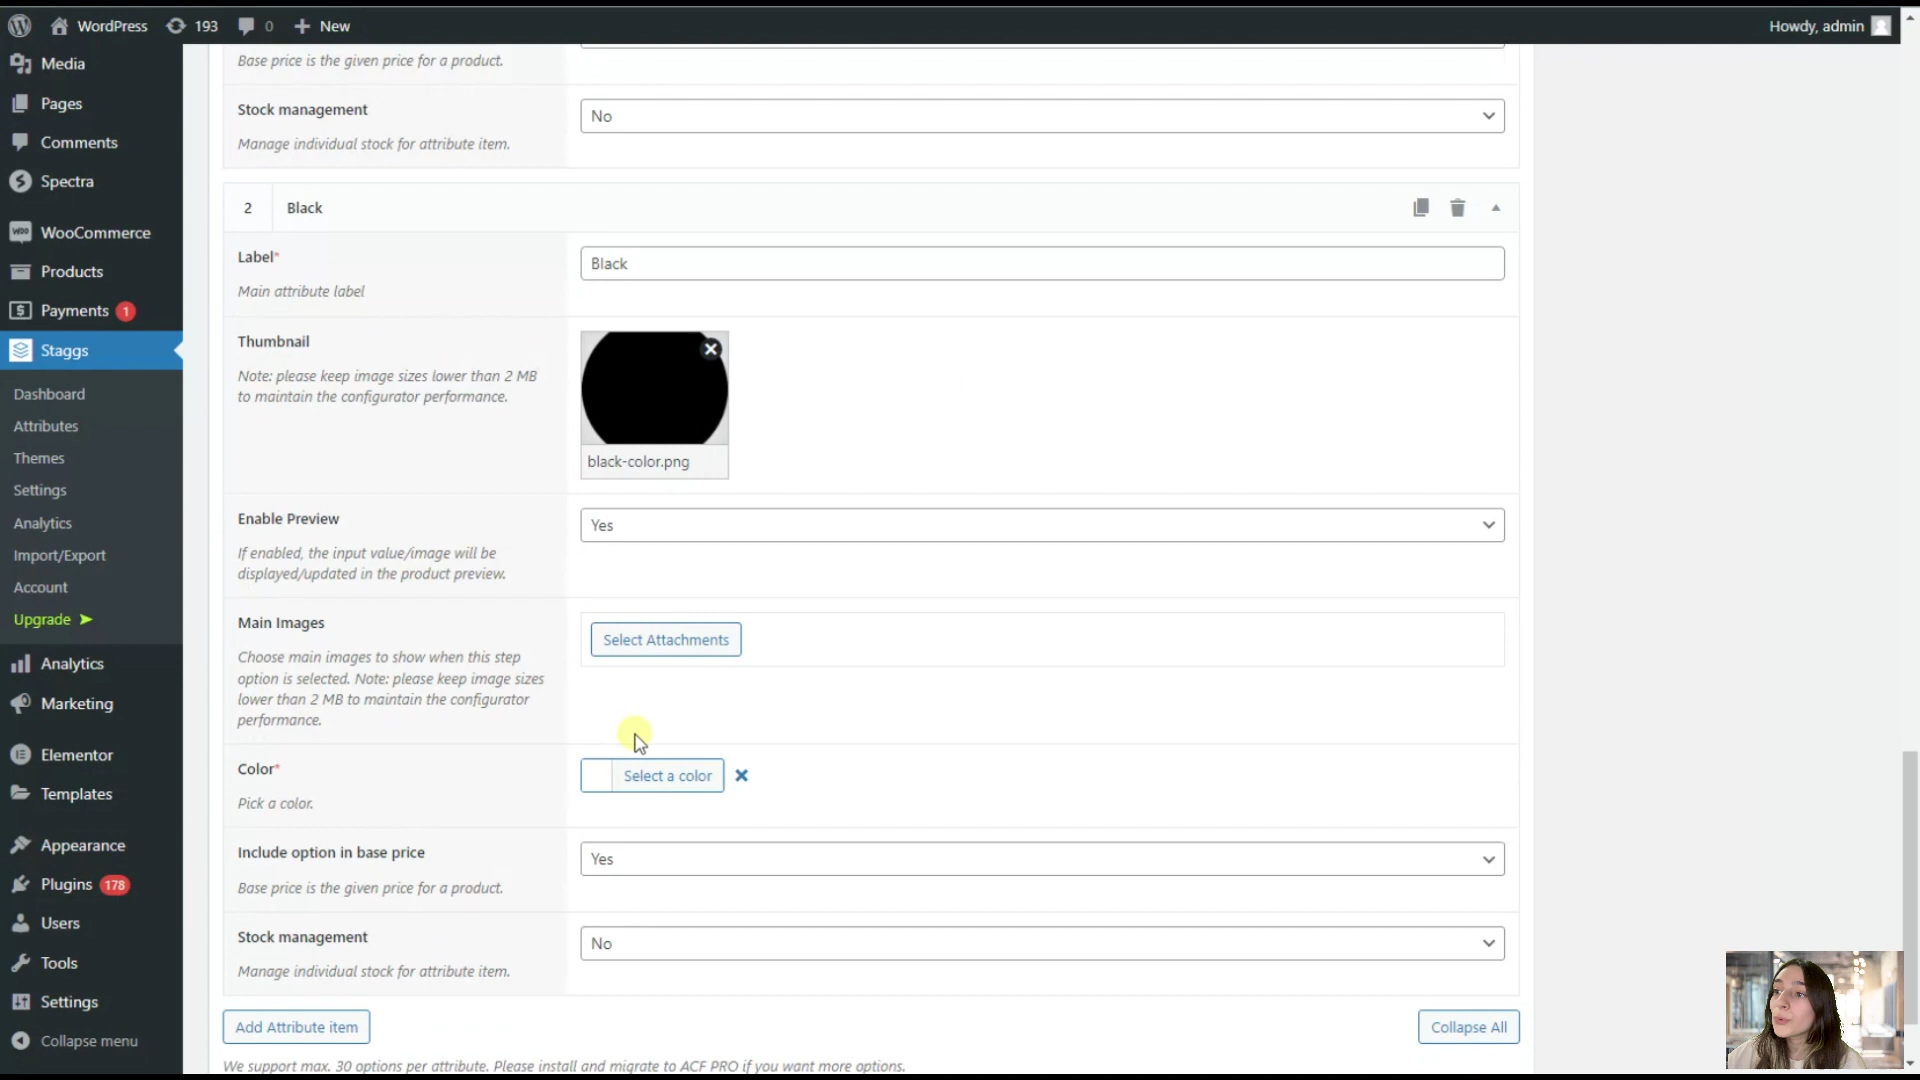 WordPress 193 0 New Howdy, admin
Media
Pages
Comments
Spectra
WooCommerce
Products
Payments 1
Staggs
Dashboard
Attributes
Themes
Settings
Analytics
Import/Export
Account
Upgrade ➤
Analytics
Marketing
Elementor
Templates
Appearance
Plugins 178
Users
Tools
Settings
Collapse menu
Base price is the given price for a product.
Stock management
No
Manage individual stock for attribute item.
2 Black
Label*
Black
Main attribute label
Thumbnail
Note: please keep image sizes lower than 2 MB
to maintain the configurator performance.
black-color.png
Enable Preview
Yes
If enabled, the input value/image will be
displayed/updated in the product preview.
Main Images
Select Attachments
Choose main images to show when this step
option is selected. Note: please keep image sizes
lower than 2 MB to maintain the configurator
performance.
Color*
Select a color
Pick a color.
Include option in base price
Yes
Base price is the given price for a product.
Stock management
No
Manage individual stock for attribute item.
Add Attribute item
Collapse All
We support max. 30 options per attribute. Please install and migrate to ACF PRO if you want more options.